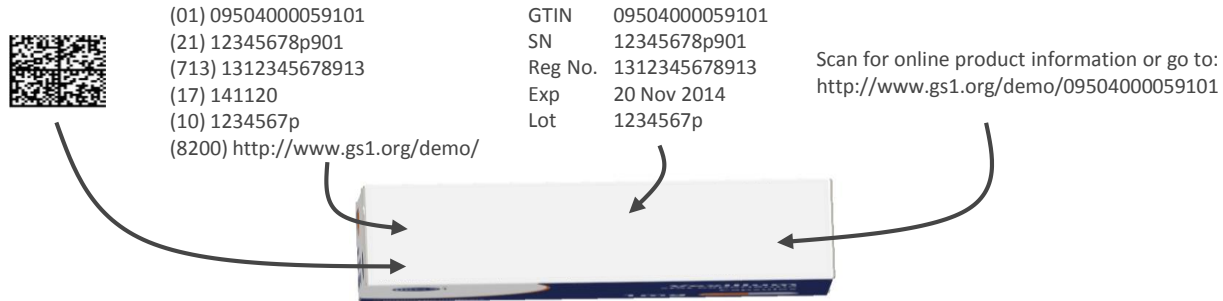 (01) 09504000059101
(21) 12345678p901
(713) 1312345678913
(17) 141120
(10) 1234567p
(8200) http://www.gs1.org/demo/
GTIN 09504000059101
SN 12345678p901
Reg No. 1312345678913
Exp 20 Nov 2014
Lot 1234567p
Scan for online product information or go to:
http://www.gs1.org/demo/09504000059101